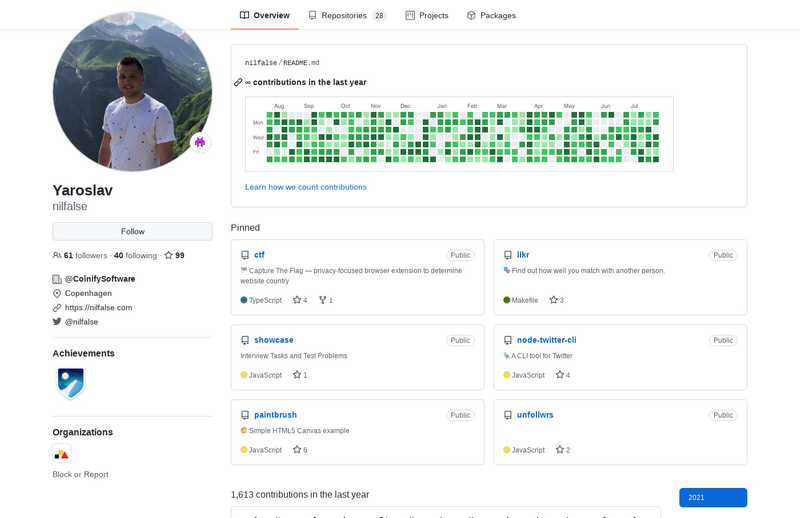 Overview
Repositories 28
Projects
Packages
Yaroslav
nilfalse
Follow
61 followers · 40 following · 99
@CoinifySoftware
Copenhagen
https://nilfalse.com
@nilfalse
Achievements
Organizations
Block or Report
nilfalse/README.md
∞ contributions in the last year
Aug Sep Oct Nov Dec Jan Feb Mar Apr May Jun Jul
Mon
Wed
Fri
Learn how we count contributions
Pinned
ctf Public
Capture The Flag — privacy-focused browser extension to determine
website country
TypeScript 4 1
likr Public
Find out how well you match with another person.
Makefile 3
showcase Public
Interview Tasks and Test Problems
JavaScript 1
node-twitter-cli Public
A CLI tool for Twitter
JavaScript 4
paintbrush Public
Simple HTML5 Canvas example
JavaScript 6
unfollwrs Public
JavaScript 2
1,613 contributions in the last year
2021